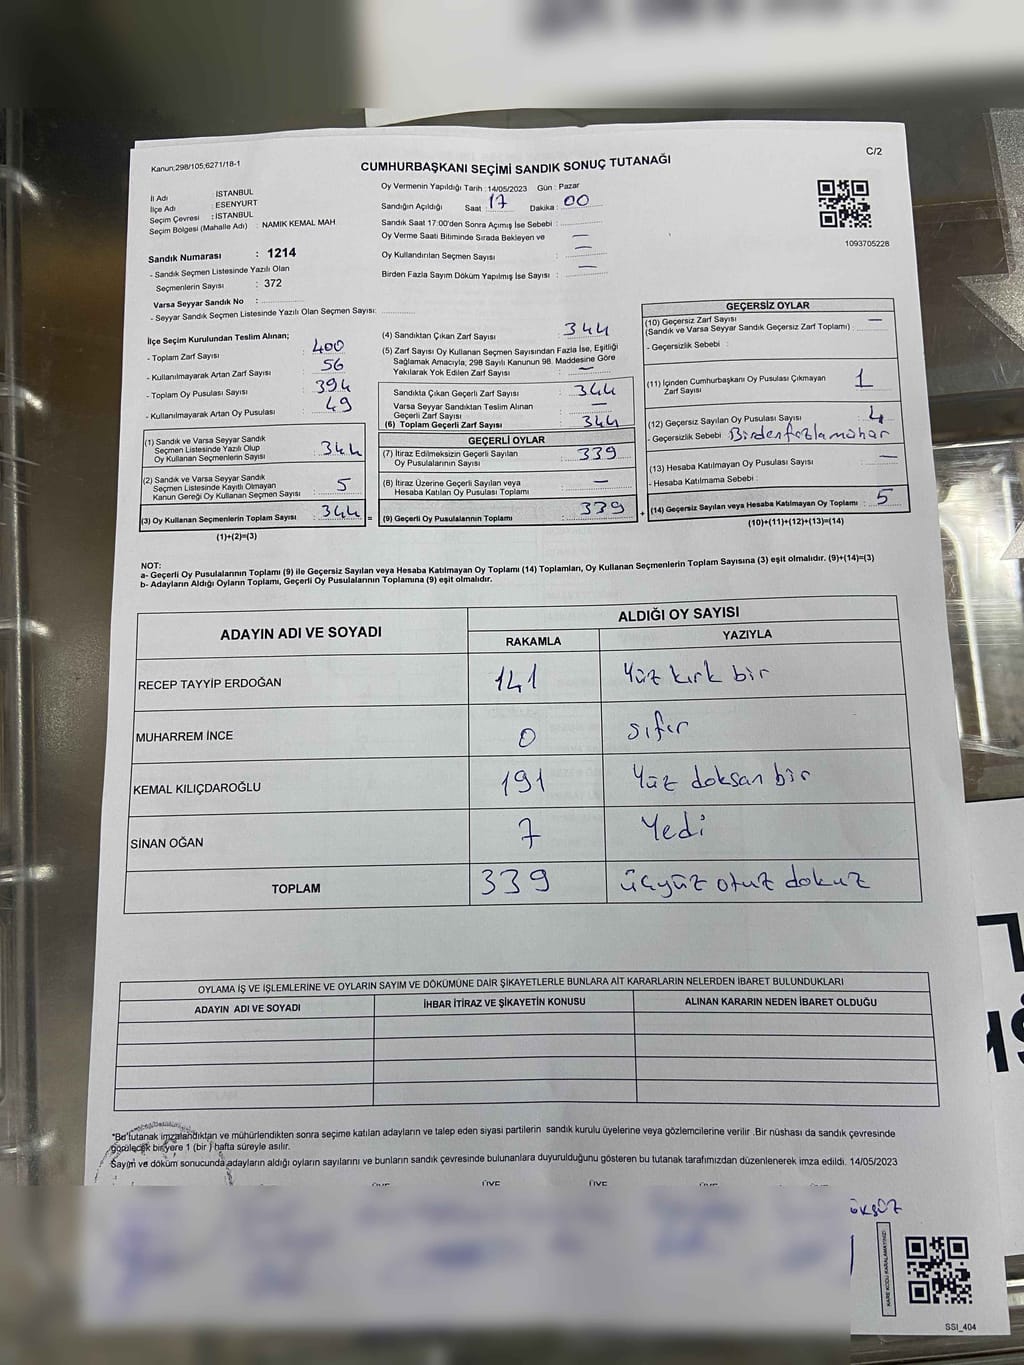 Kanun,298/105;6271/18-1
CUMHURBAŞKANI SEÇİMİ SANDIK SONUÇ TUTANAĞI
C/2
İl Adı : İSTANBUL
İlçe Adı : ESENYURT
Seçim Çevresi : İSTANBUL
Seçim Bölgesi (Mahalle Adı) : NAMIK KEMAL MAH
Oy Vermenin Yapıldığı Tarih :14/05/2023 Gün : Pazar
Sandığın Açıldığı Saat : 17 Dakika : 00
Sandık Saat 17:00'den Sonra Açımış İse Sebebi :
Oy Verme Saati Bitiminde Sırada Bekleyen ve
Oy Kullandırılan Seçmen Sayısı : —
Birden Fazla Sayım Döküm Yapılmış İse Sayısı : —
1093705228
Sandık Numarası : 1214
- Sandık Seçmen Listesinde Yazılı Olan
Seçmenlerin Sayısı : 372
Varsa Seyyar Sandık No :
- Seyyar Sandık Seçmen Listesinde Yazılı Olan Seçmen Sayısı:
İlçe Seçim Kurulundan Teslim Alınan;
- Toplam Zarf Sayısı : 400
- Kullanılmayarak Artan Zarf Sayısı : 56
- Toplam Oy Pusulası Sayısı : 394
- Kullanılmayarak Artan Oy Pusulası : 49
(1) Sandık ve Varsa Seyyar Sandık
Seçmen Listesinde Yazılı Olup
Oy Kullanan Seçmenlerin Sayısı : 344
(2) Sandık ve Varsa Seyyar Sandık
Seçmen Listesinde Kayıtlı Olmayan
Kanun Gereği Oy Kullanan Seçmen Sayısı : 5
(3) Oy Kullanan Seçmenlerin Toplam Sayısı : 344 =
(1)+(2)=(3)
(4) Sandıktan Çıkan Zarf Sayısı : 344
(5) Zarf Sayısı Oy Kullanan Seçmen Sayısından Fazla İse, Eşitliği
Sağlamak Amacıyla, 298 Sayılı Kanunun 98. Maddesine Göre
Yakılarak Yok Edilen Zarf Sayısı : —
Sandıkta Çıkan Geçerli Zarf Sayısı : 344
Varsa Seyyar Sandıktan Teslim Alınan
Geçerli Zarf Sayısı : —
(6) Toplam Geçerli Zarf Sayısı : 344
GEÇERLİ OYLAR
(7) İtiraz Edilmeksizin Geçerli Sayılan
Oy Pusulalarının Sayısı : 339
(8) İtiraz Üzerine Geçerli Sayılan veya
Hesaba Katılan Oy Pusulası Toplamı : —
(9) Geçerli Oy Pusulalarının Toplamı : 339 +
GEÇERSİZ OYLAR
(10) Geçersiz Zarf Sayısı
(Sandık ve Varsa Seyyar Sandık Geçersiz Zarf Toplamı) : —
- Geçersizlik Sebebi :
(11) İçinden Cumhurbaşkanı Oy Pusulası Çıkmayan
Zarf Sayısı : 1
(12) Geçersiz Sayılan Oy Pusulası Sayısı : 4
- Geçersizlik Sebebi : Birden fazla mühür
(13) Hesaba Katılmayan Oy Pusulası Sayısı : —
- Hesaba Katılmama Sebebi :
(14) Geçersiz Sayılan veya Hesaba Katılmayan Oy Toplamı : 5
(10)+(11)+(12)+(13)=(14)
NOT:
a- Geçerli Oy Pusulalarının Toplamı (9) ile Geçersiz Sayılan veya Hesaba Katılmayan Oy Toplamı (14) Toplamları, Oy Kullanan Seçmenlerin Toplam Sayısına (3) eşit olmalıdır. (9)+(14)=(3)
b- Adayların Aldığı Oyların Toplamı, Geçerli Oy Pusulalarının Toplamına (9) eşit olmalıdır.
ADAYIN ADI VE SOYADI
ALDIĞI OY SAYISI
RAKAMLA YAZIYLA
RECEP TAYYİP ERDOĞAN 141 Yüz kırk bir
MUHARREM İNCE 0 sıfır
KEMAL KILIÇDAROĞLU 191 Yüz doksan bir
SİNAN OĞAN 7 Yedi
TOPLAM 339 üçyüz otuz dokuz
OYLAMA İŞ VE İŞLEMLERİNE VE OYLARIN SAYIM VE DÖKÜMÜNE DAİR ŞİKAYETLERLE BUNLARA AİT KARARLARIN NELERDEN İBARET BULUNDUKLARI
ADAYIN ADI VE SOYADI İHBAR İTİRAZ VE ŞİKAYETİN KONUSU ALINAN KARARIN NEDEN İBARET OLDUĞU
*Bu tutanak imzalandıktan ve mühürlendikten sonra seçime katılan adayların ve talep eden siyasi partilerin sandık kurulu üyelerine veya gözlemcilerine verilir .Bir nüshası da sandık çevresinde
görülecek bir yere 1 (bir ) hafta süreyle asılır.
Sayım ve döküm sonucunda adayların aldığı oyların sayılarını ve bunların sandık çevresinde bulunanlara duyurulduğunu gösteren bu tutanak tarafımızdan düzenlenerek imza edildi. 14/05/2023
ÜYE ÜYE ÜYE
KARE KODU KARALAMAYINIZ!
SSI_404